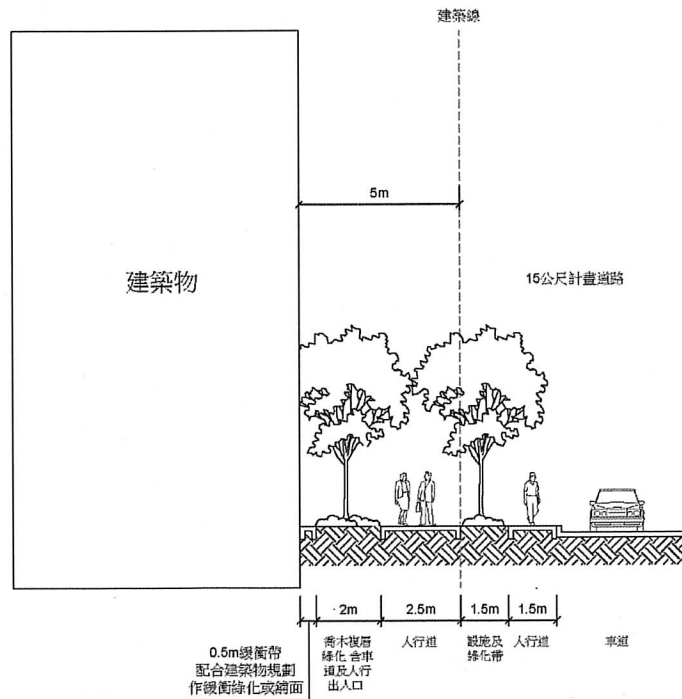 建築線
5m
建築物
15公尺計畫道路
2m
2.5m
1.5m
1.5m
0.5m緩衝帶
配合建築物規劃
作緩衝綠化或鋪面
喬木複層
綠化 含車
道及人行
出入口
人行道
設施及
綠化帶
人行道
車道